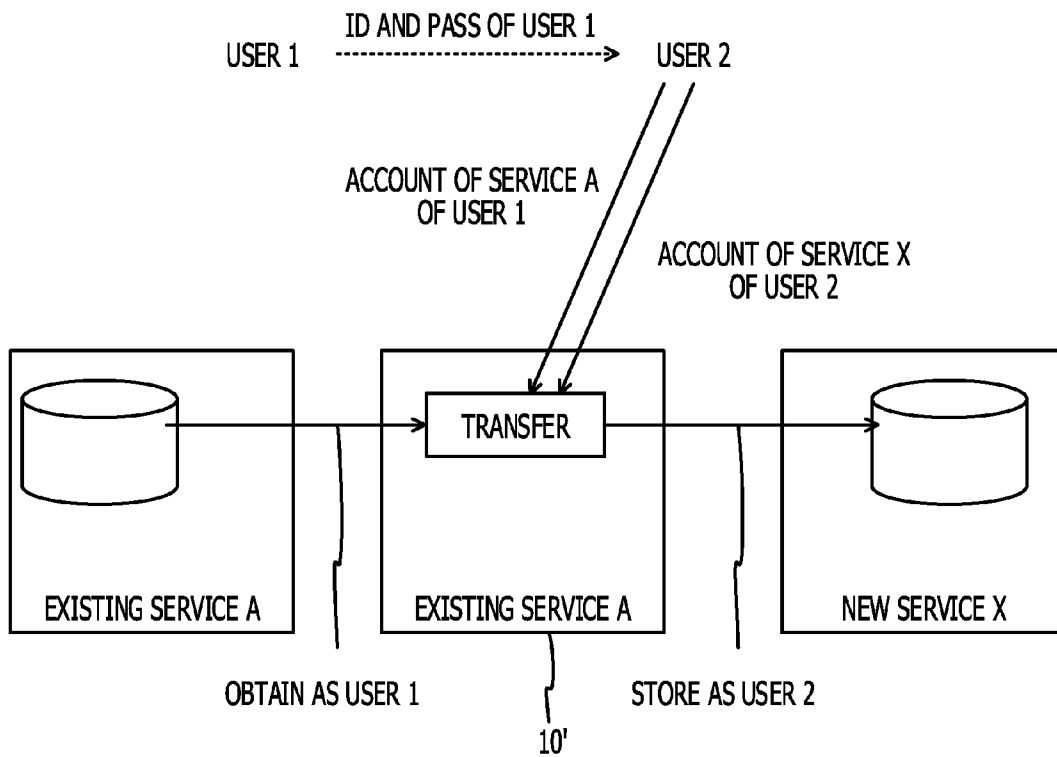 ID AND PASS OF USER 1
USER 1
USER 2
ACCOUNT OF SERVICE A
OF USER 1
ACCOUNT OF SERVICE X
OF USER 2
TRANSFER
EXISTING SERVICE A
EXISTING SERVICE A
NEW SERVICE X
OBTAIN AS USER 1
STORE AS USER 2
10'